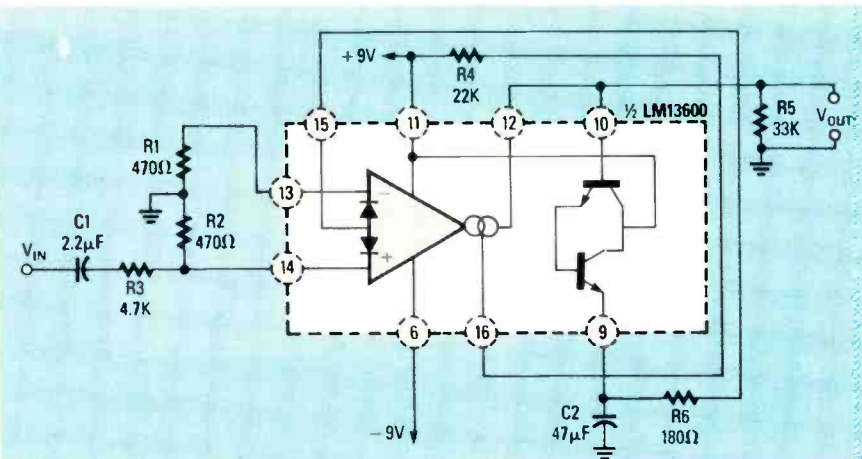 +9V
R4
22K
½ LM13600
15
11
12
10
R5
33K
VOUT
R1
470Ω
13
C1
2.2µF
R2
470Ω
VIN
R3
4.7K
14
−
+
6
16
9
−9V
C2
47µF
R6
180Ω